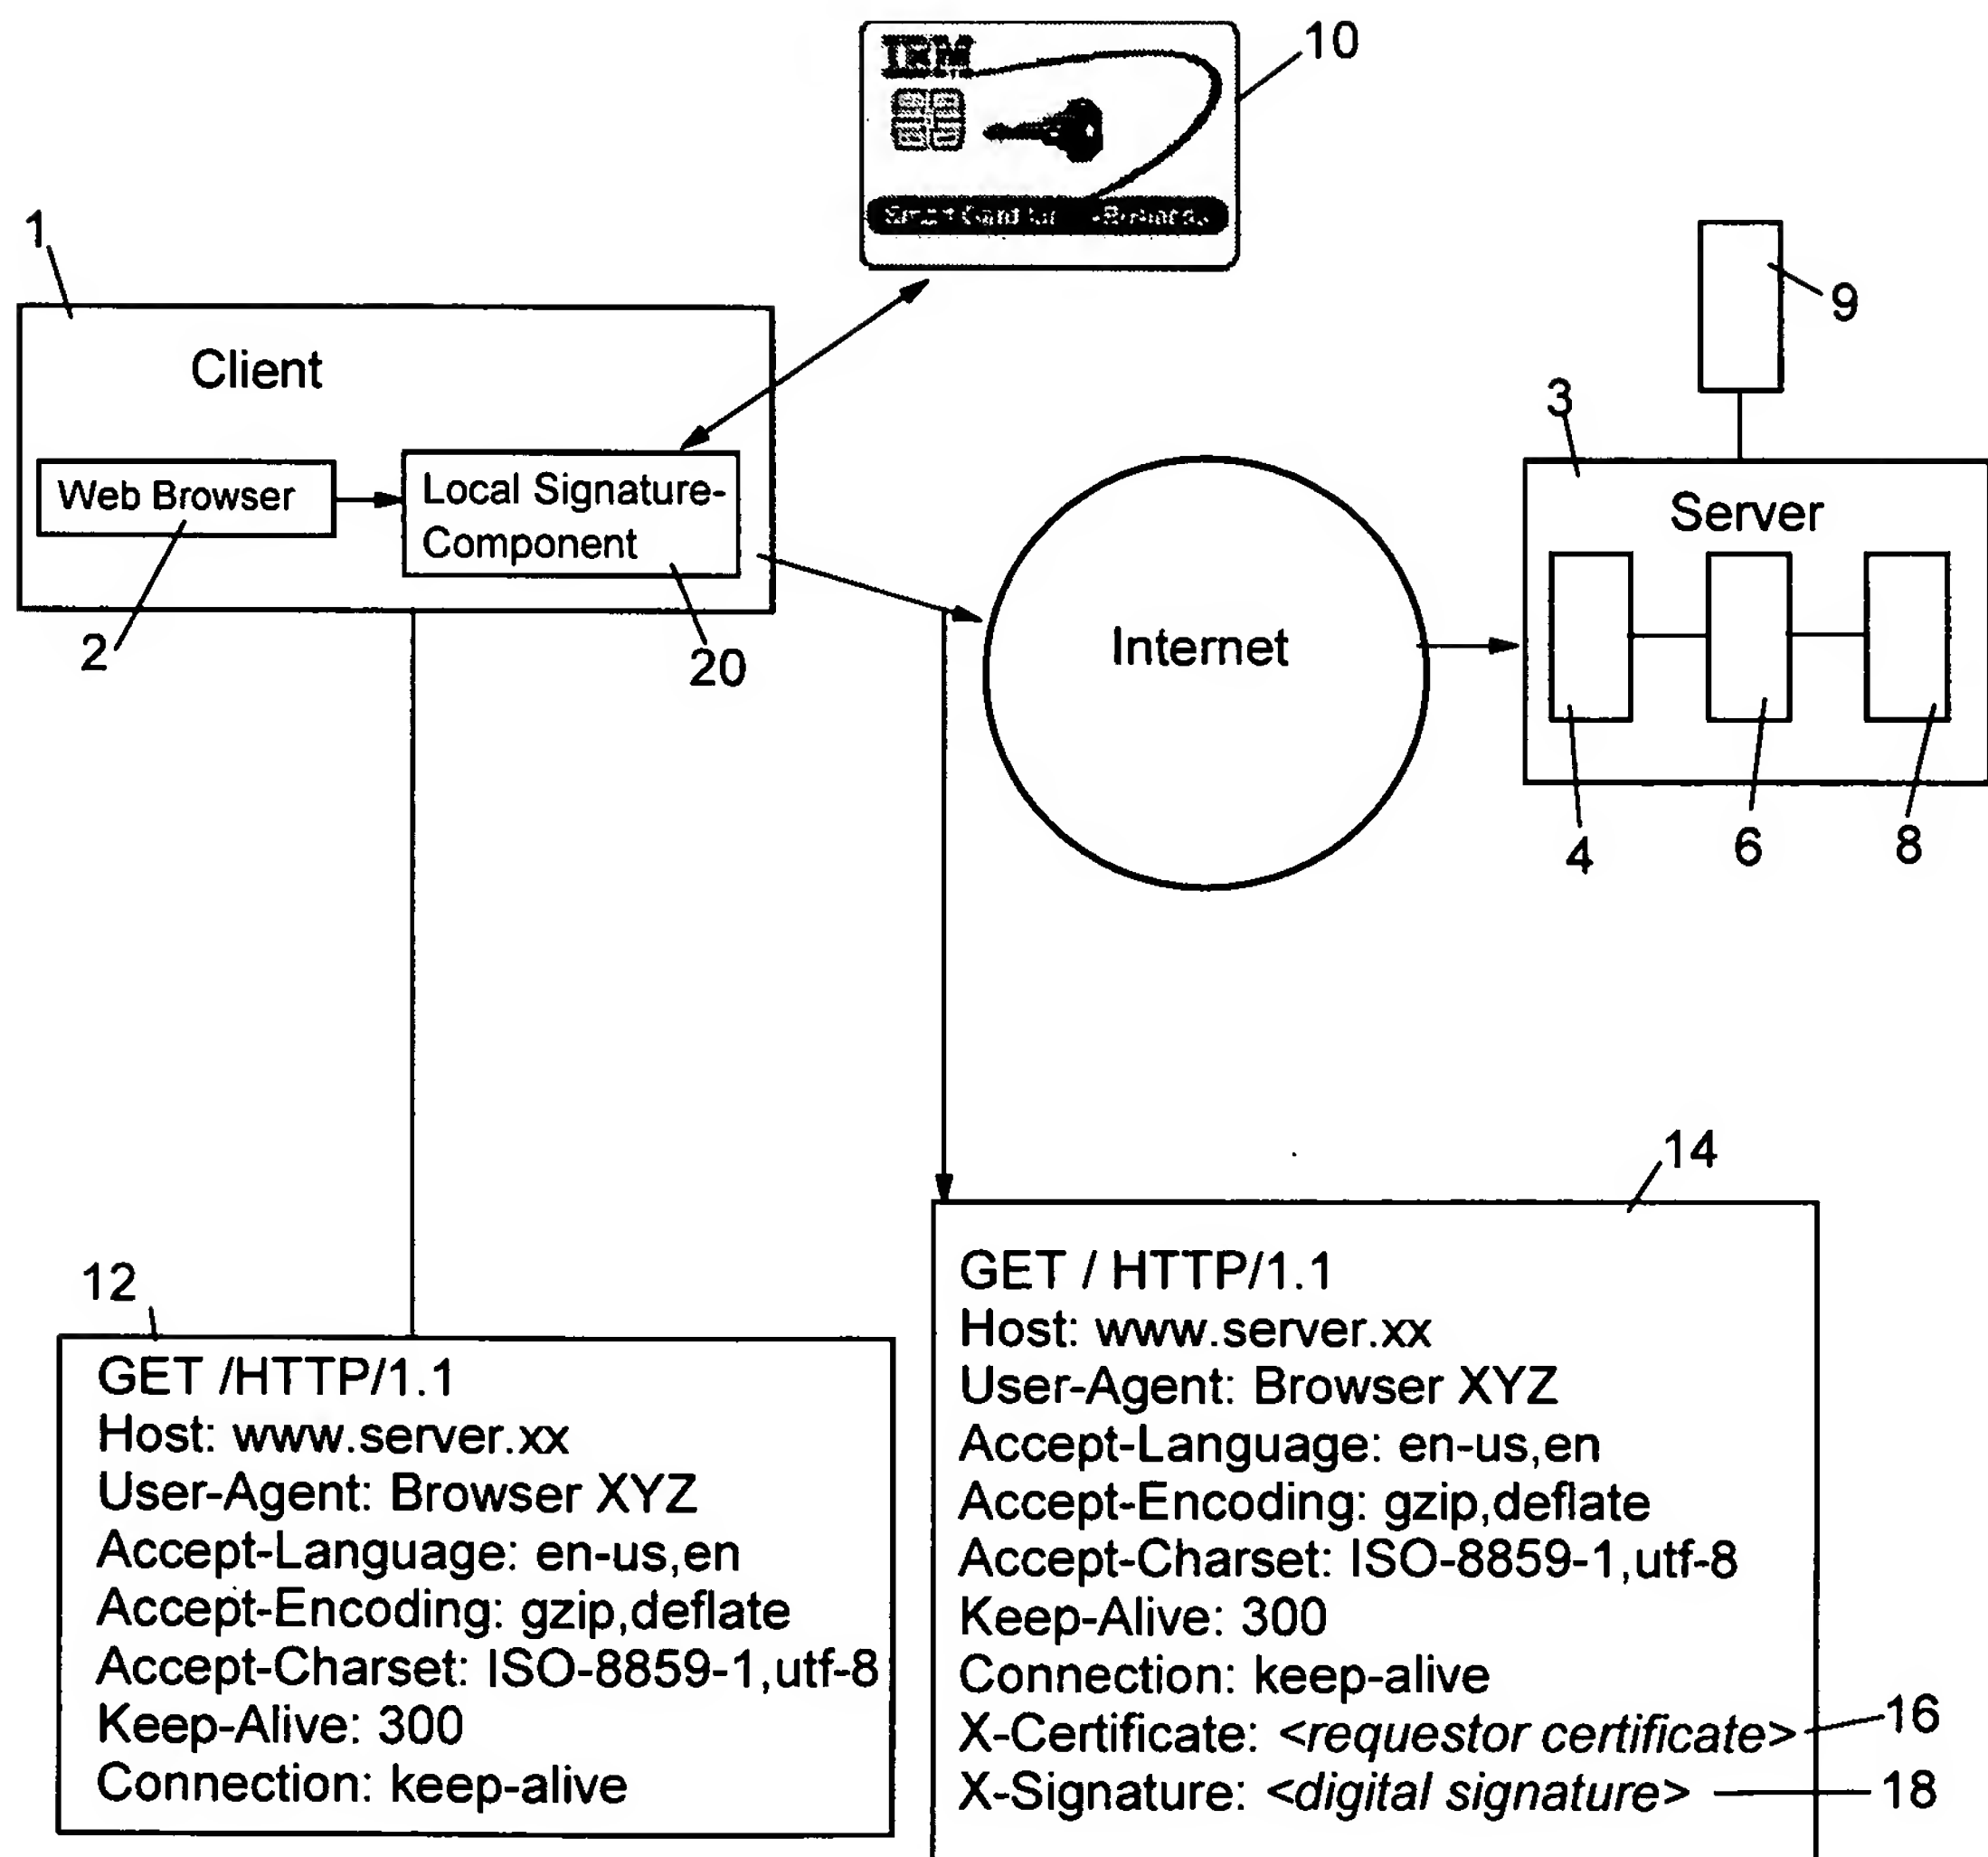 IBM
10
Smart Card for e-Business
1
Client
Web Browser
Local Signature-
Component
2
20
Internet
9
3
Server
4
6
8
12
GET /HTTP/1.1
Host: www.server.xx
User-Agent: Browser XYZ
Accept-Language: en-us,en
Accept-Encoding: gzip,deflate
Accept-Charset: ISO-8859-1,utf-8
Keep-Alive: 300
Connection: keep-alive
14
GET / HTTP/1.1
Host: www.server.xx
User-Agent: Browser XYZ
Accept-Language: en-us,en
Accept-Encoding: gzip,deflate
Accept-Charset: ISO-8859-1,utf-8
Keep-Alive: 300
Connection: keep-alive
X-Certificate: <requestor certificate> 16
X-Signature: <digital signature> 18